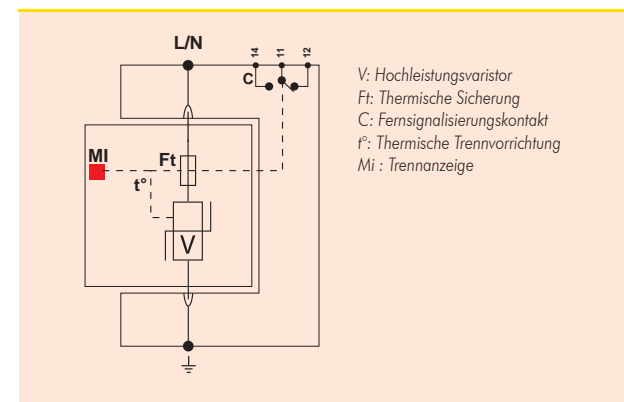 L/N
14
11
12
C
V: Hochleistungsvaristor
Ft: Thermische Sicherung
C: Fernsignalisierungskontakt
t°: Thermische Trennvorrichtung
Mi : Trennanzeige
MI
Ft
t°
V